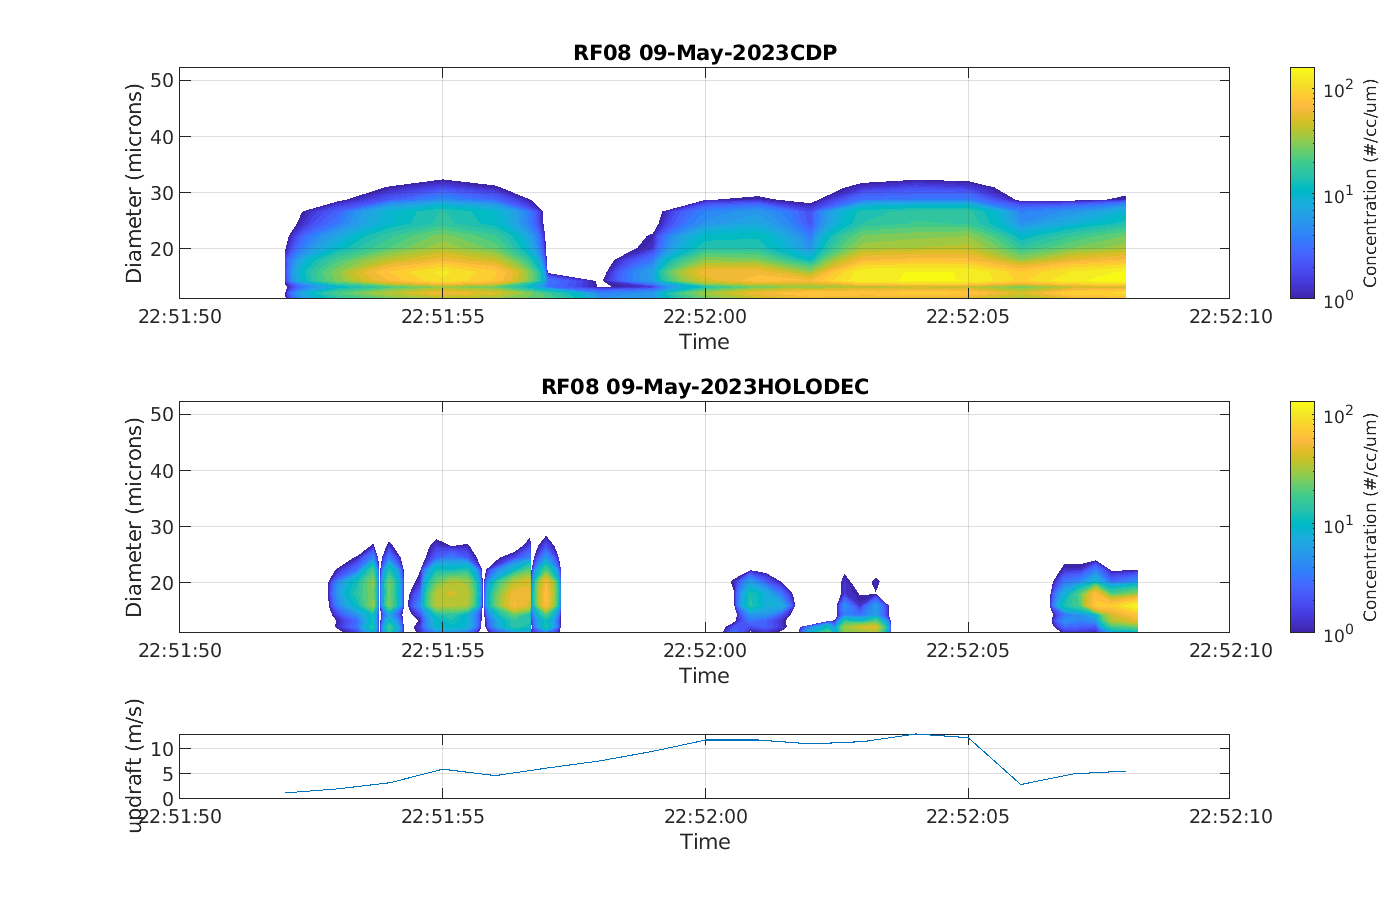 RF08 09-May-2023CDP
Diameter (microns)
50
40
30
20
22:51:50 22:51:55 22:52:00 22:52:05 22:52:10
Time
10^2
10^1
10^0
Concentration (#/cc/um)
RF08 09-May-2023HOLODEC
Diameter (microns)
50
40
30
20
22:51:50 22:51:55 22:52:00 22:52:05 22:52:10
Time
10^2
10^1
10^0
Concentration (#/cc/um)
updraft (m/s)
10
5
0
22:51:50 22:51:55 22:52:00 22:52:05 22:52:10
Time